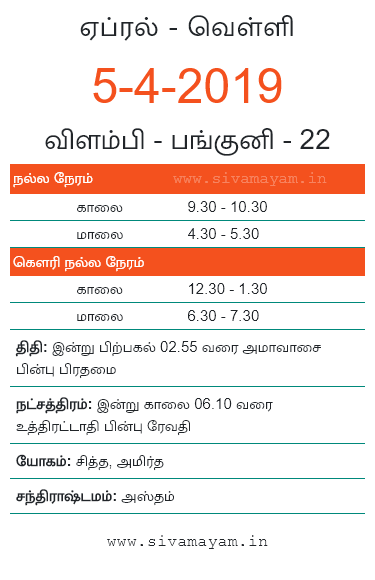 ஏப்ரல் - வெள்ளி
5-4-2019
விளம்பி - பங்குனி - 22
நல்ல நேரம் www.sivamayam.in
காலை 9.30 - 10.30
மாலை 4.30 - 5.30
கௌரி நல்ல நேரம்
காலை 12.30 - 1.30
மாலை 6.30 - 7.30
திதி: இன்று பிற்பகல் 02.55 வரை அமாவாசை
பின்பு பிரதமை
நட்சத்திரம்: இன்று காலை 06.10 வரை
உத்திரட்டாதி பின்பு ரேவதி
யோகம்: சித்த, அமிர்த
சந்திராஷ்டமம்: அஸ்தம்
www.sivamayam.in